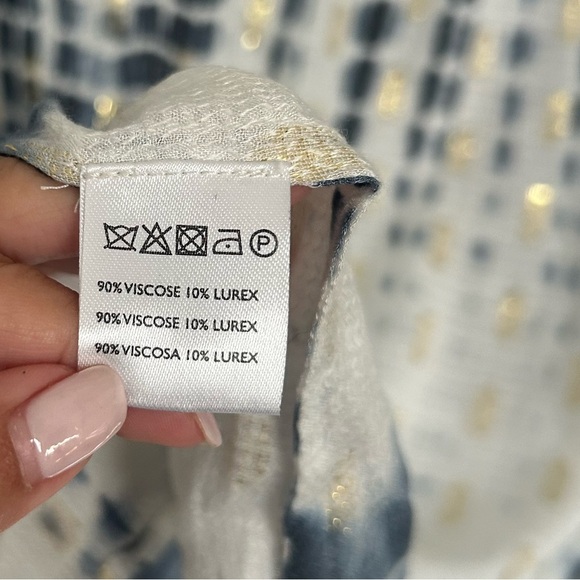 P
90% VISCOSE 10% LUREX
90% VISCOSE 10% LUREX
90% VISCOSA 10% LUREX